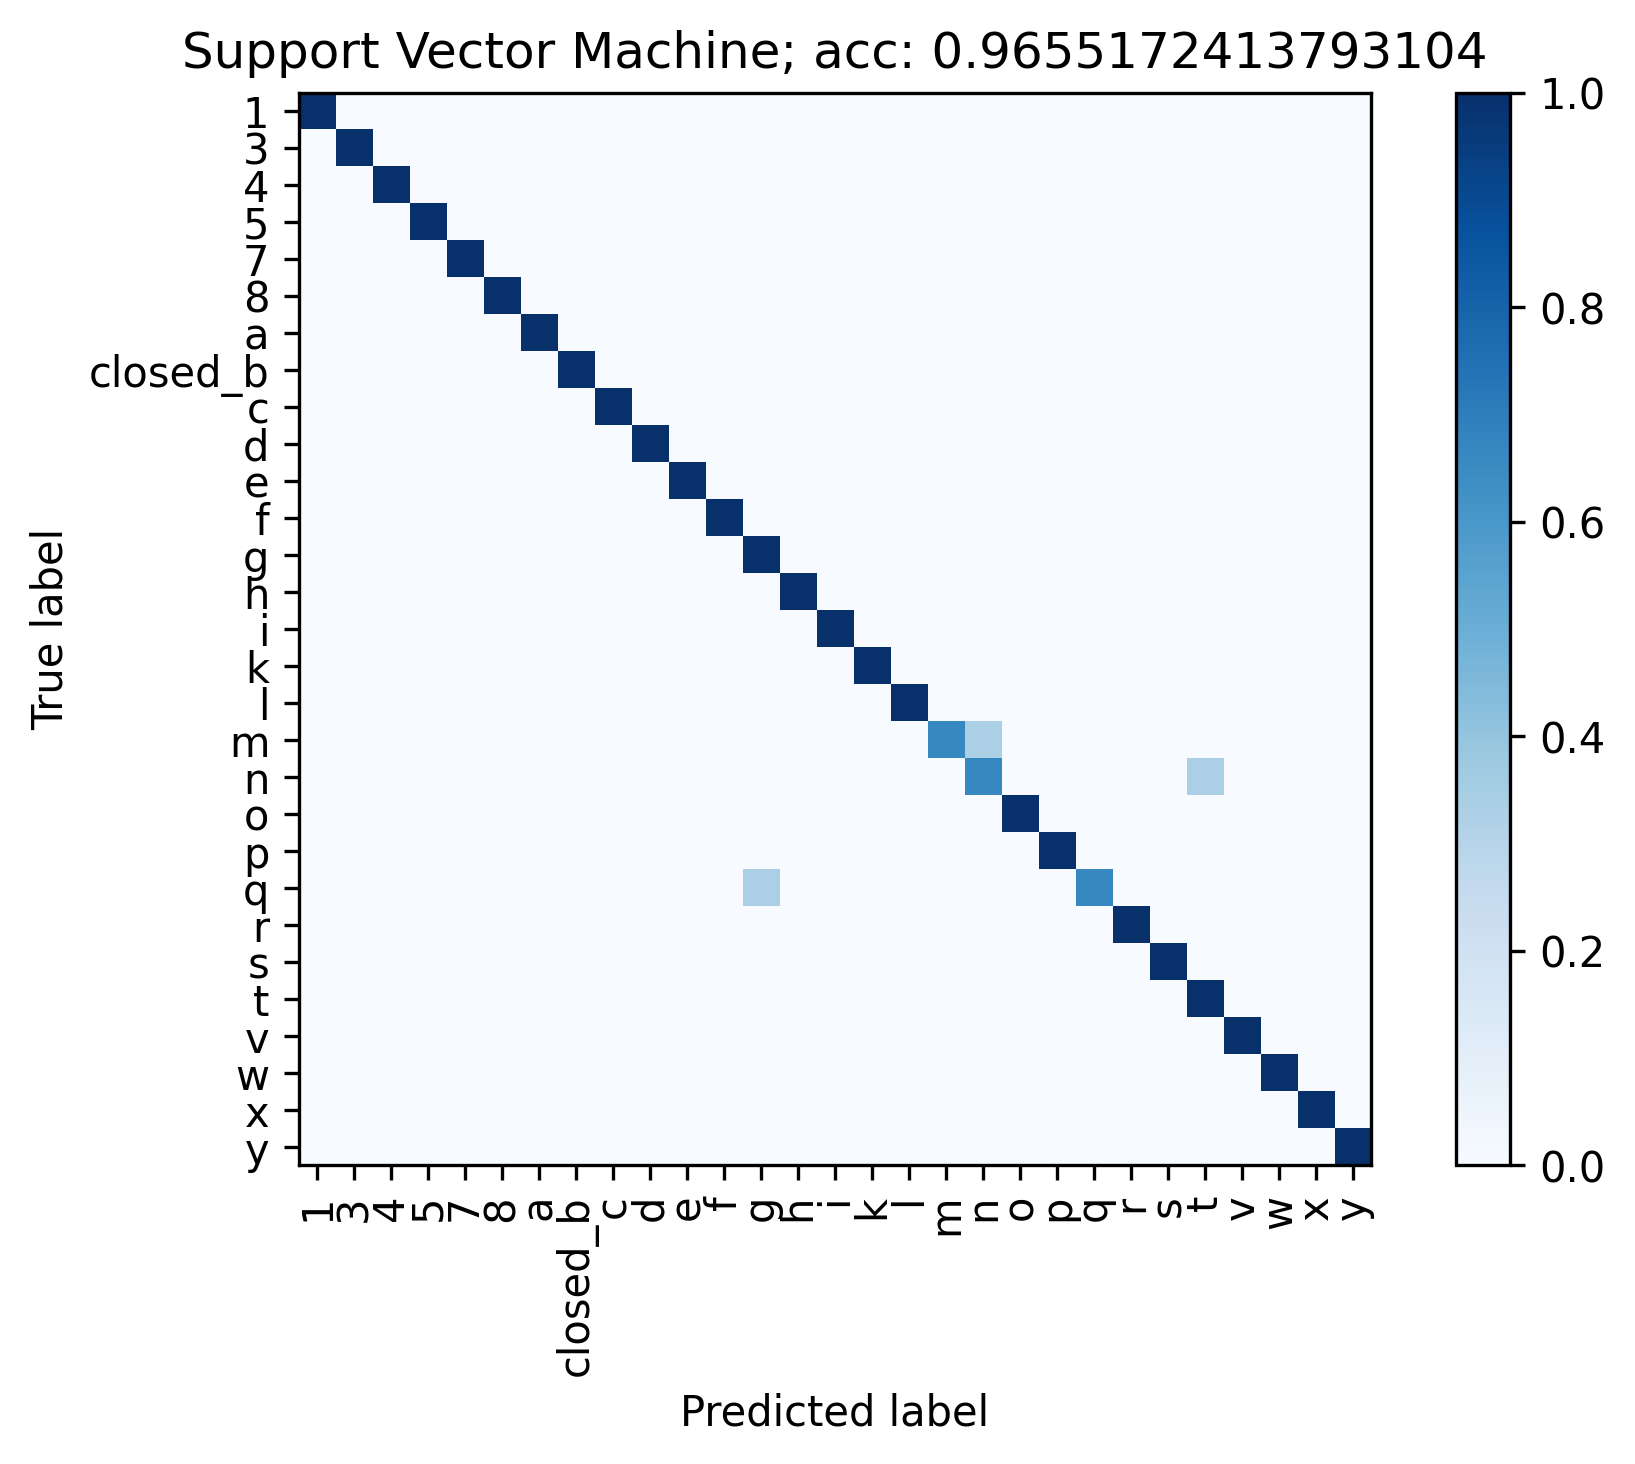 Support Vector Machine; acc: 0.9655172413793104
1
3
4
5
7
8
a
closed_b
c
d
e
f
g
h
i
k
l
m
n
o
p
q
r
s
t
v
w
x
y
True label
1 3 4 5 7 8 a closed_b c d e f g h i k l m n o p q r s t v w x y
Predicted label
1.0
0.8
0.6
0.4
0.2
0.0